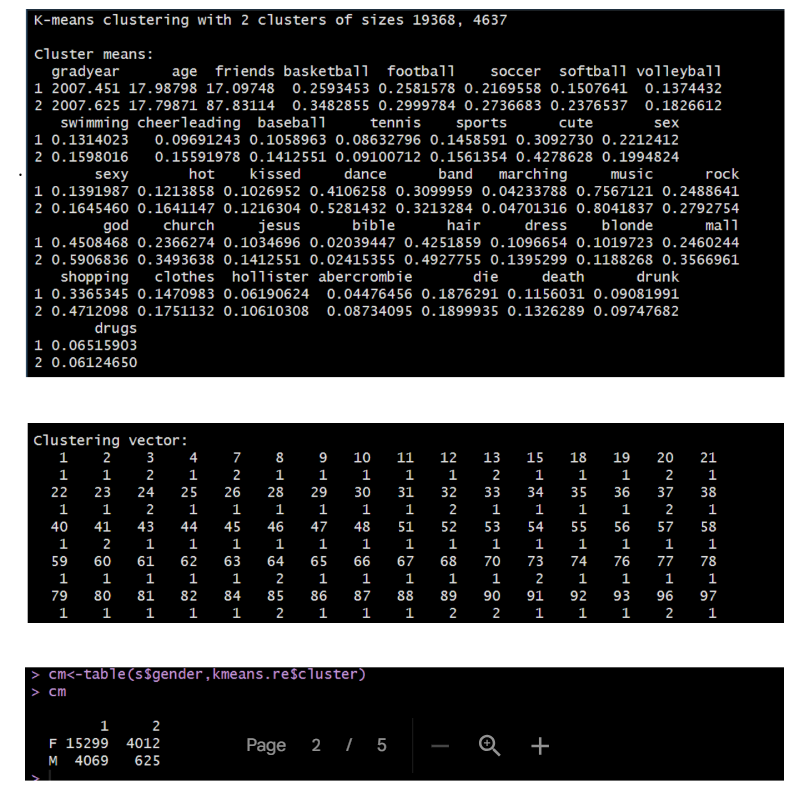 K-means clustering with 2 clusters of sizes 19368, 4637
Cluster means:
gradyear age friends basketball football soccer softball volleyball
1 2007.451 17.98798 17.09748 0.2593453 0.2581578 0.2169558 0.1507641 0.1374432
2 2007.625 17.79871 87.83114 0.3482855 0.2999784 0.2736683 0.2376537 0.1826612
swimming cheerleading baseball tennis sports cute sex
1 0.1314023 0.09691243 0.1058963 0.08632796 0.1458591 0.3092730 0.2212412
2 0.1598016 0.15591978 0.1412551 0.09100712 0.1561354 0.4278628 0.1994824
sexy hot kissed dance band marching music rock
1 0.1391987 0.1213858 0.1026952 0.4106258 0.3099959 0.04233788 0.7567121 0.2488641
2 0.1645460 0.1641147 0.1216304 0.5281432 0.3213284 0.04701316 0.8041837 0.2792754
god church jesus bible hair dress blonde mall
1 0.4508468 0.2366274 0.1034696 0.02039447 0.4251859 0.1096654 0.1019723 0.2460244
2 0.5906836 0.3493638 0.1412551 0.02415355 0.4927755 0.1395299 0.1188268 0.3566961
shopping clothes hollister abercrombie die death drunk
1 0.3365345 0.1470983 0.06190624 0.04476456 0.1876291 0.1156031 0.09081991
2 0.4712098 0.1751132 0.10610308 0.08734095 0.1899935 0.1326289 0.09747682
drugs
1 0.06515903
2 0.06124650
Clustering vector:
1 2 3 4 7 8 9 10 11 12 13 15 18 19 20 21
1 1 2 1 2 1 1 1 1 1 2 1 1 1 2 1
22 23 24 25 26 28 29 30 31 32 33 34 35 36 37 38
1 1 2 1 1 1 1 1 1 2 1 1 1 1 2 1
40 41 43 44 45 46 47 48 51 52 53 54 55 56 57 58
1 2 1 1 1 1 1 1 1 1 1 1 1 1 1 1
59 60 61 62 63 64 65 66 67 68 70 73 74 76 77 78
1 1 1 1 1 2 1 1 1 1 1 2 1 1 1 1
79 80 81 82 84 85 86 87 88 89 90 91 92 93 96 97
1 1 1 1 1 2 1 1 1 2 2 1 1 1 2 1
> cm<-table(s$gender,kmeans.re$cluster)
> cm
1 2
F 15299 4012
M 4069 625
>
Page 2 / 5